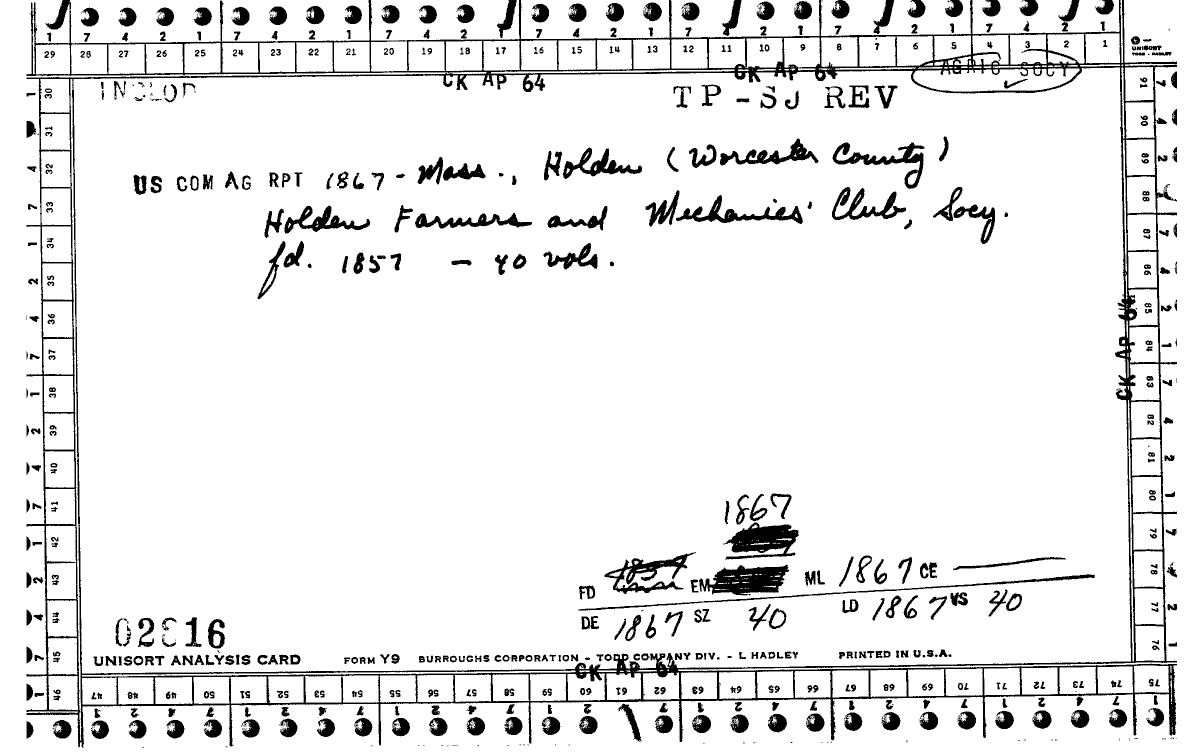 7 4 2 1 7 4 2 1 7 4 2 1 7 4 2 1 7 4 2 1 7 4 2 1
29 28 27 26 25 24 23 22 21 20 19 18 17 16 15 14 13 12 11 10 9 8 7 6 5 4 3 2 1
UNISORT
TODD - HADLEY
CK AP 64
CK AP 64
AGRIC SOCY
TP-SJ REV
US COM AG RPT 1867 - Mass., Holden (Worcester County)
Holden Farmers and Mechanics' Club, Socy.
fd. 1857 – 40 vols.
30 31 32 33 34 35 36 37 38 39 40 41 42 43 44 45 46
91 90 89 88 87 86 85 84 83 82 81 80 79 78 77 76 75
CK AP 64
1867
FD EM ML 1867 CE —
DE 1867 SZ 40 LD 1867 VS 40
UNISORT ANALYSIS CARD FORM Y9 BURROUGHS CORPORATION - TODD COMPANY DIV. - L HADLEY PRINTED IN U.S.A.
CK AP 64
47 48 49 50 51 52 53 54 55 56 57 58 59 60 61 62 63 64 65 66 67 68 69 70 71 72 73 74 75